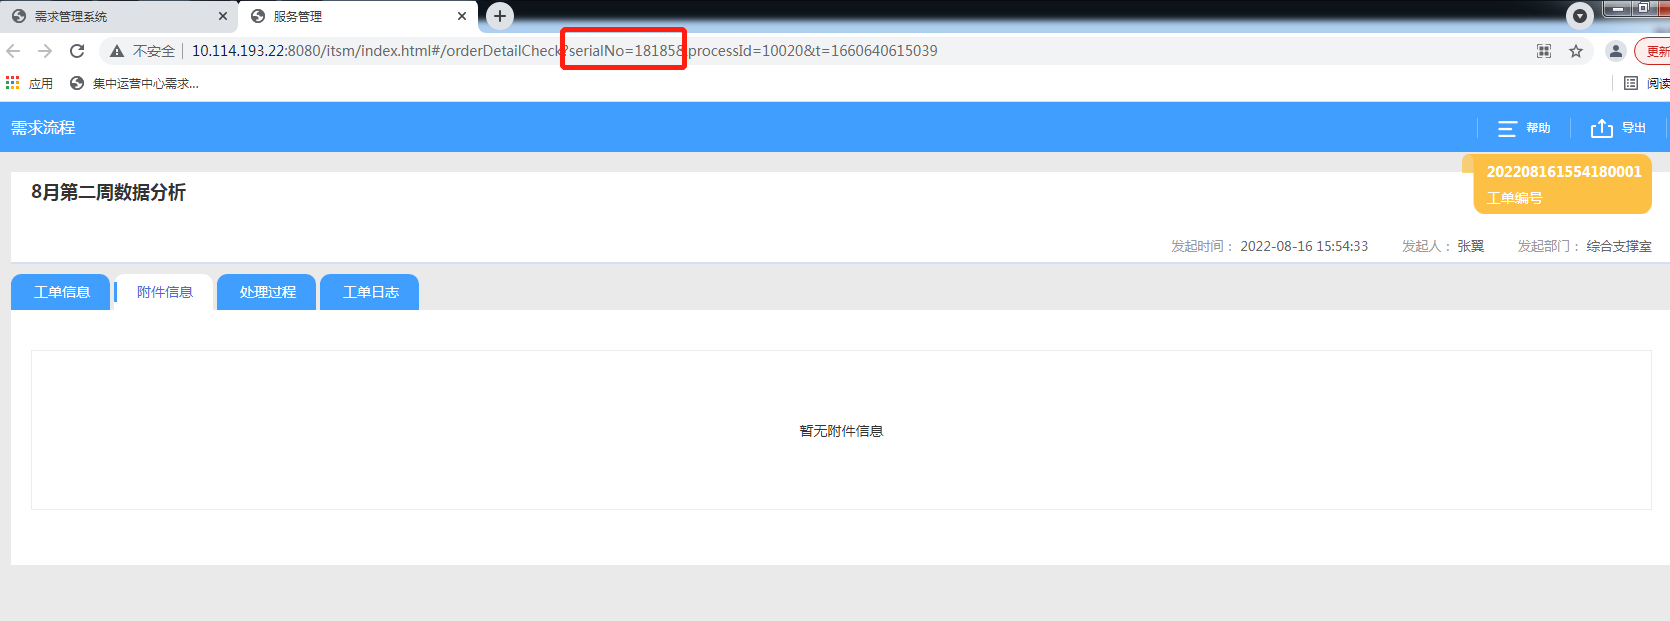 需求管理系统
服务管理
不安全
10.114.193.22:8080/itsm/index.html#/orderDetailCheck?serialNo=18185&processId=10020&t=1660640615039
更新
应用
集中运营中心需求...
阅读
需求流程
帮助
导出
202208161554180001
工单编号
8月第二周数据分析
发起时间： 2022-08-16 15:54:33
发起人： 张翼
发起部门： 综合支撑室
工单信息
附件信息
处理过程
工单日志
暂无附件信息